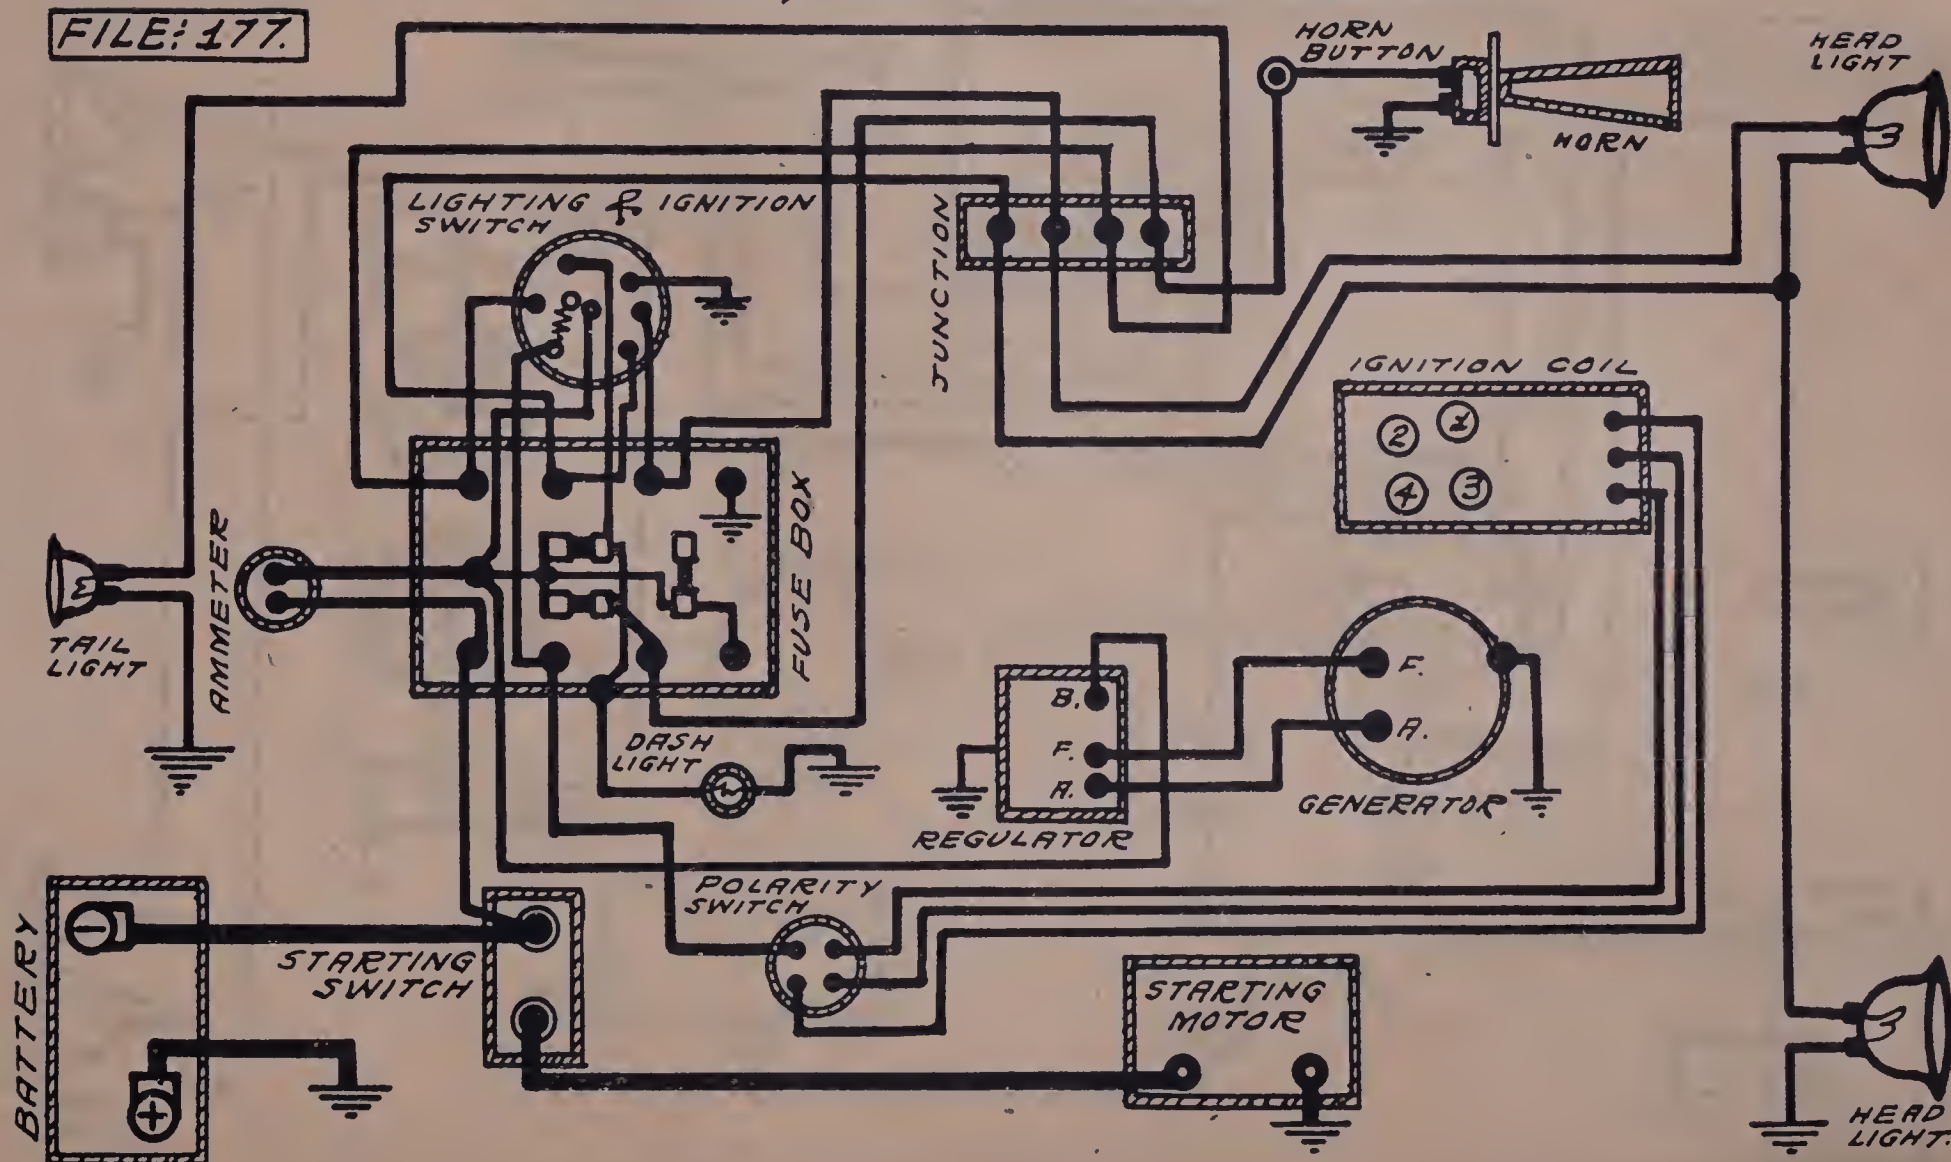 FILE: 177.
HORN
BUTTON
HEAD
LIGHT
HORN
LIGHTING & IGNITION
SWITCH
JUNCTION
IGNITION COIL
2
1
4
3
FUSE BOX
AMMETER
TAIL
LIGHT
B.
F.
A.
REGULATOR
F.
A.
GENERATOR
DASH
LIGHT
POLARITY
SWITCH
BATTERY
−
+
STARTING
SWITCH
STARTING
MOTOR
HEAD
LIGHT.